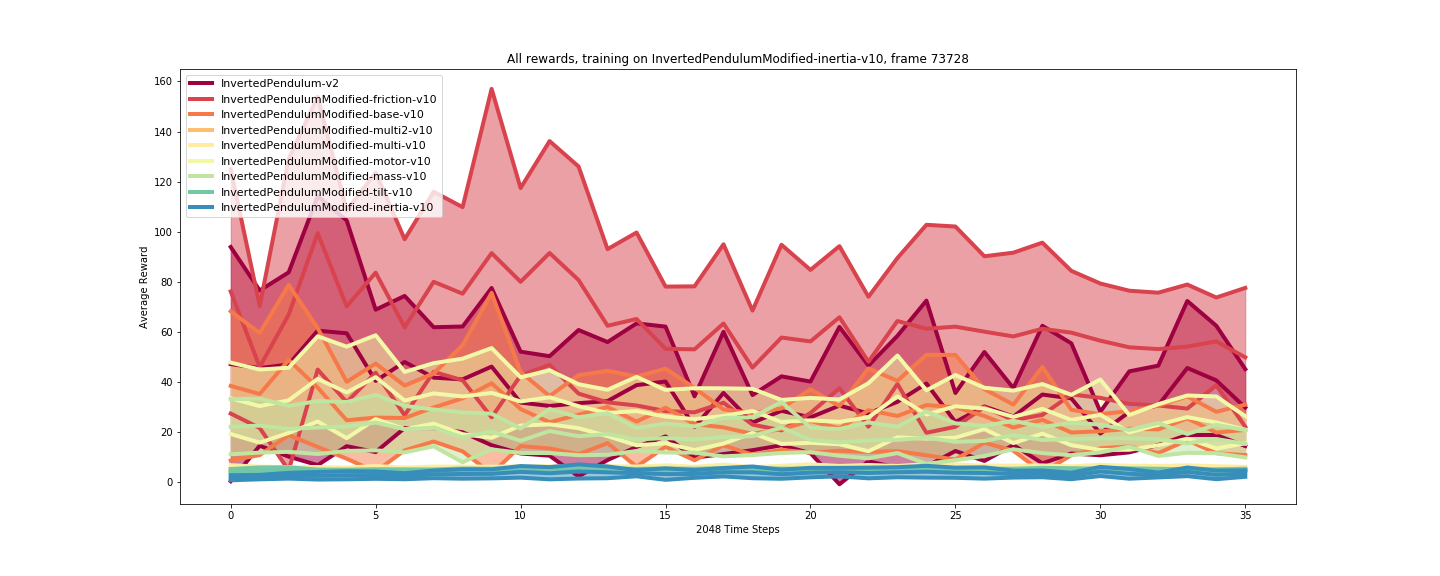 All rewards, training on InvertedPendulumModified-inertia-v10, frame 73728
160
140
120
100
80
60
40
20
0
Average Reward
InvertedPendulum-v2
InvertedPendulumModified-friction-v10
InvertedPendulumModified-base-v10
InvertedPendulumModified-multi2-v10
InvertedPendulumModified-multi-v10
InvertedPendulumModified-motor-v10
InvertedPendulumModified-mass-v10
InvertedPendulumModified-tilt-v10
InvertedPendulumModified-inertia-v10
0 5 10 15 20 25 30 35
2048 Time Steps